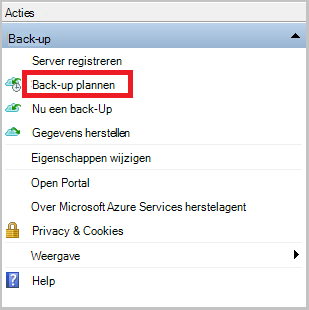 Acties
Back-up
Server registreren
Back-up plannen
Nu een back-Up
Gegevens herstellen
Eigenschappen wijzigen
Open Portal
Over Microsoft Azure Services herstelagent
Privacy & Cookies
Weergave
Help